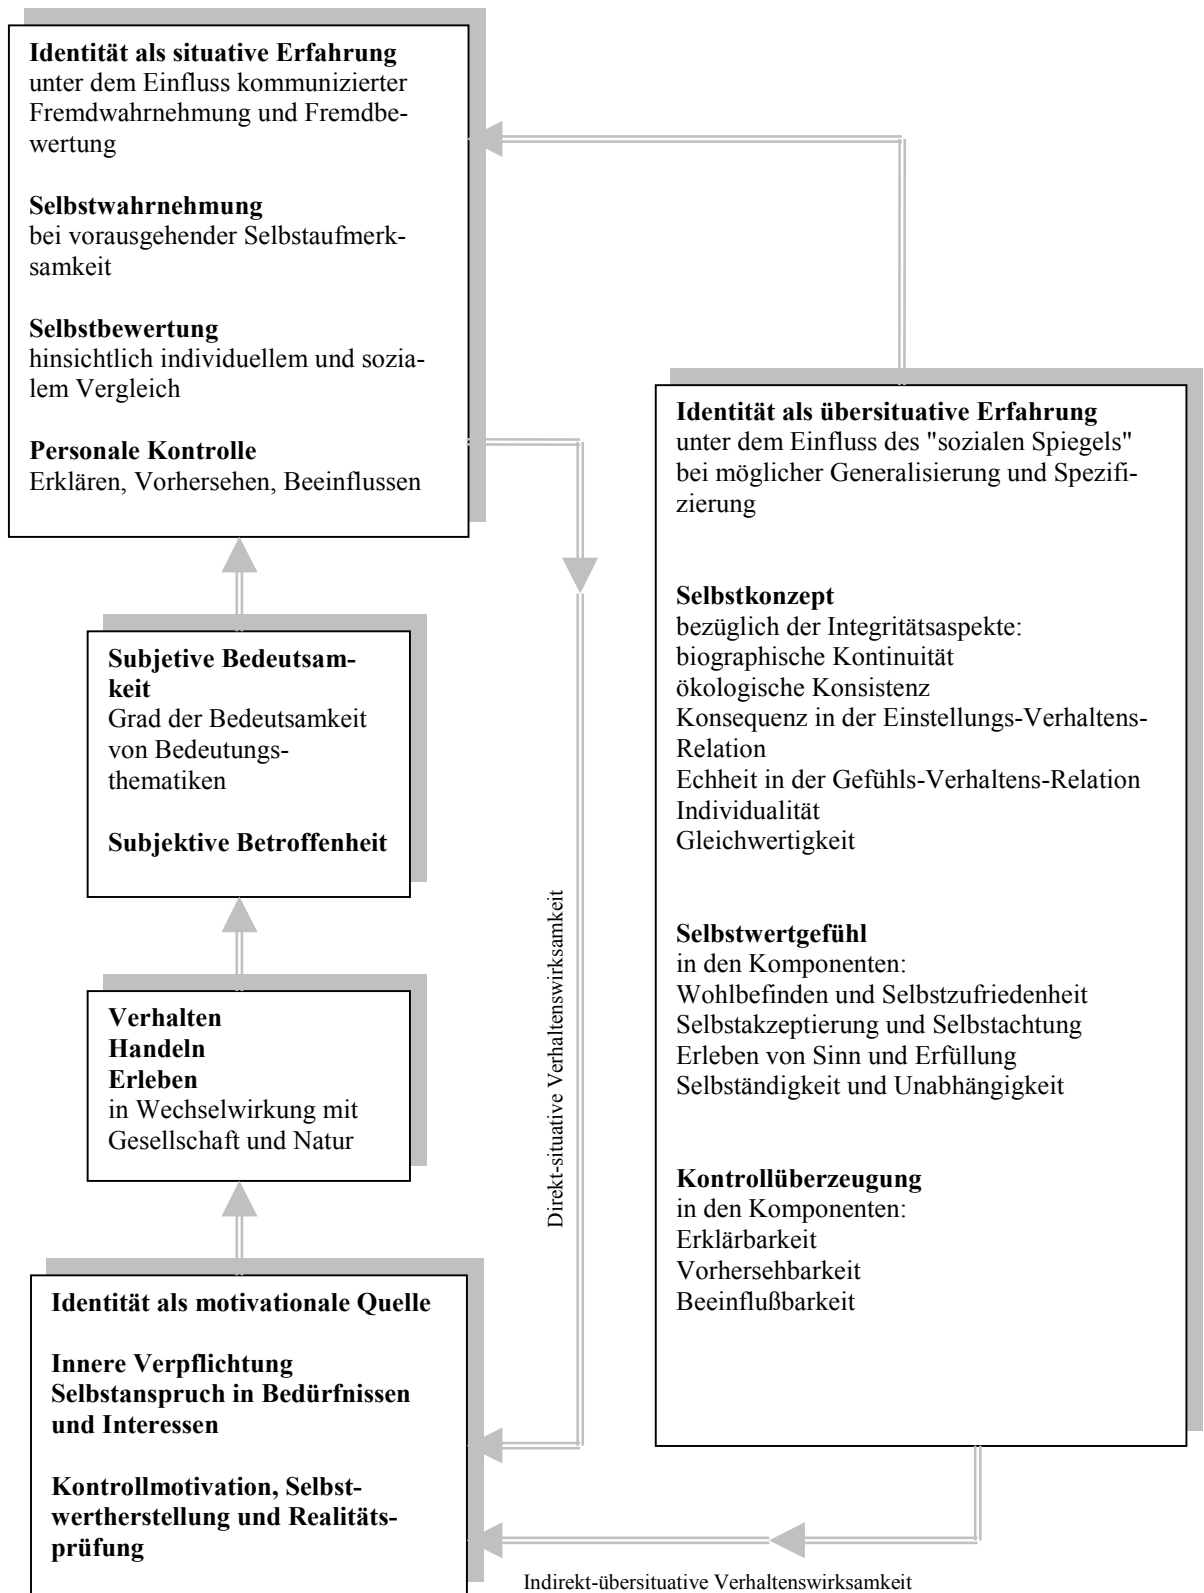 Identität als situative Erfahrung
unter dem Einfluss kommunizierter
Fremdwahrnehmung und Fremdbe-
wertung
Selbstwahrnehmung
bei vorausgehender Selbstaufmerk-
samkeit
Selbstbewertung
hinsichtlich individuellem und sozia-
lem Vergleich
Personale Kontrolle
Erklären, Vorhersehen, Beeinflussen
Subjetive Bedeutsam-
keit
Grad der Bedeutsamkeit
von Bedeutungs-
thematiken
Subjektive Betroffenheit
Verhalten
Handeln
Erleben
in Wechselwirkung mit
Gesellschaft und Natur
Identität als motivationale Quelle
Innere Verpflichtung
Selbstanspruch in Bedürfnissen
und Interessen
Kontrollmotivation, Selbst-
wertherstellung und Realitäts-
prüfung
Direkt-situative Verhaltenswirksamkeit
Identität als übersituative Erfahrung
unter dem Einfluss des "sozialen Spiegels"
bei möglicher Generalisierung und Spezifi-
zierung
Selbstkonzept
bezüglich der Integritätsaspekte:
biographische Kontinuität
ökologische Konsistenz
Konsequenz in der Einstellungs-Verhaltens-
Relation
Echheit in der Gefühls-Verhaltens-Relation
Individualität
Gleichwertigkeit
Selbstwertgefühl
in den Komponenten:
Wohlbefinden und Selbstzufriedenheit
Selbstakzeptierung und Selbstachtung
Erleben von Sinn und Erfüllung
Selbständigkeit und Unabhängigkeit
Kontrollüberzeugung
in den Komponenten:
Erklärbarkeit
Vorhersehbarkeit
Beeinflußbarkeit
Indirekt-übersituative Verhaltenswirksamkeit